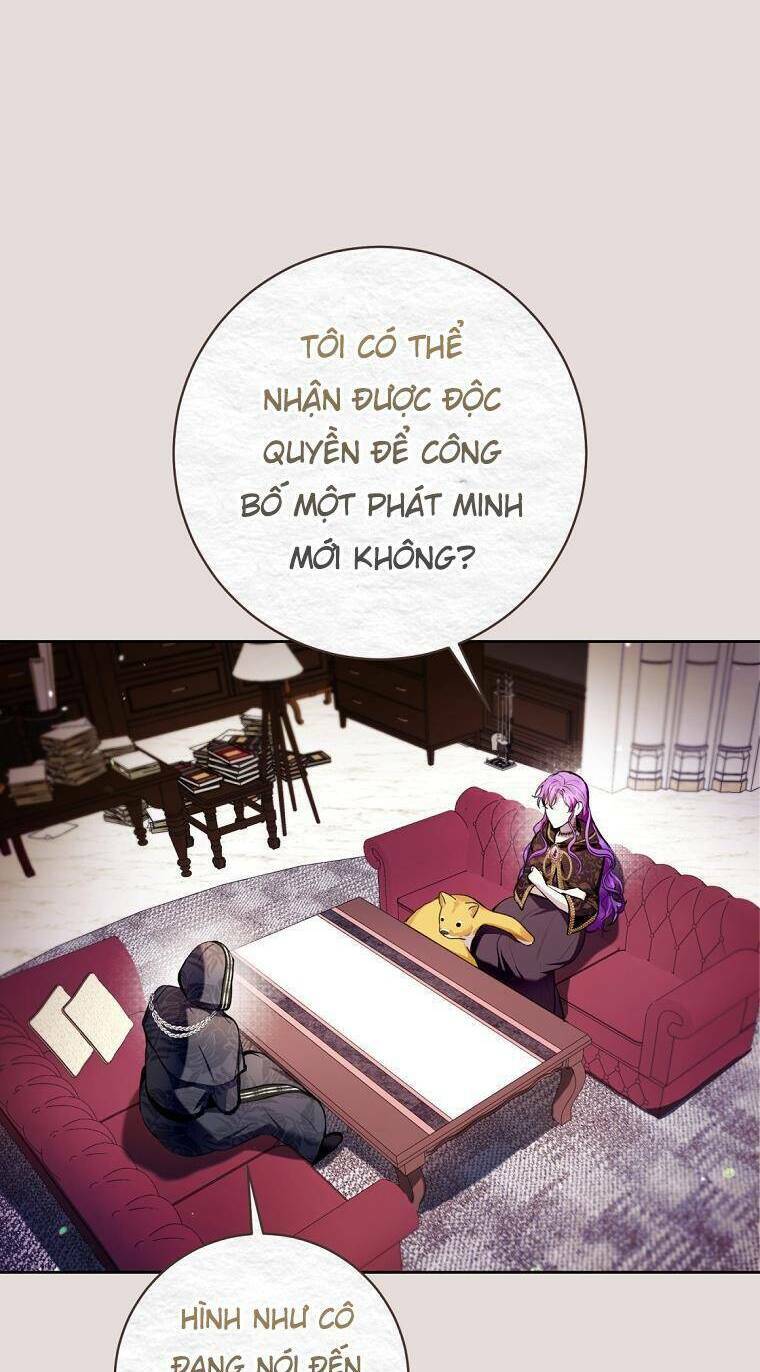 TÔI CÓ THỂ
NHẬN ĐƯỢC ĐỘC
QUYỀN ĐỂ CÔNG
BỐ MỘT PHÁT MINH
MỚI KHÔNG?
HÌNH NHƯ CÔ
ĐANG NÓI ĐẾN